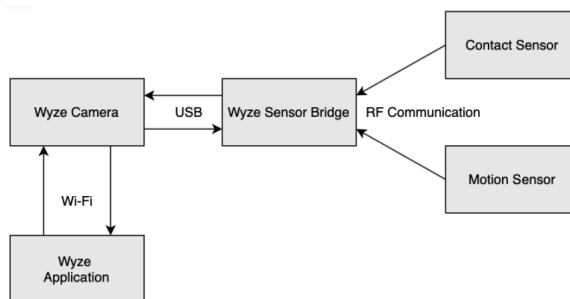 Contact Sensor
Wyze Camera
USB
Wyze Sensor Bridge
RF Communication
Motion Sensor
Wi-Fi
Wyze
Application